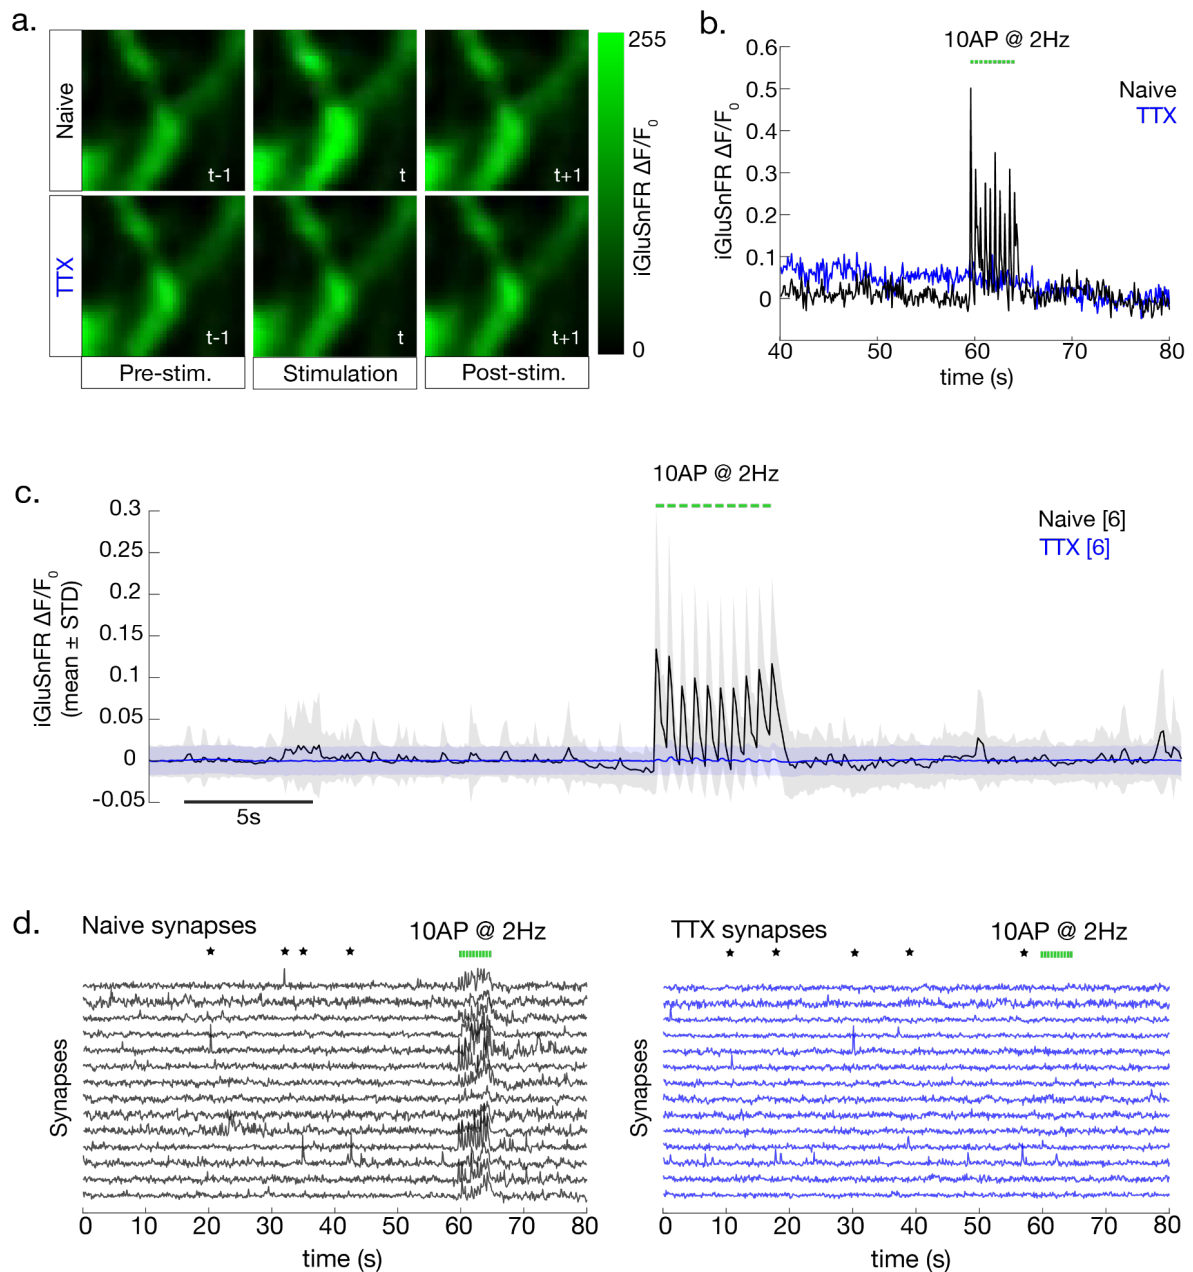 a.
Naive
t-1
t
t+1
TTX
t-1
t
t+1
Pre-stim.
Stimulation
Post-stim.
255
0
iGluSnFR ΔF/F0
b.
10AP @ 2Hz
Naive
TTX
0.6
0.5
0.4
0.3
0.2
0.1
0
iGluSnFR ΔF/F0
40
50
60
70
80
time (s)
c.
10AP @ 2Hz
Naive [6]
TTX [6]
0.3
0.25
0.2
0.15
0.1
0.05
0
-0.05
iGluSnFR ΔF/F0
(mean ± STD)
5s
d.
Naive synapses
10AP @ 2Hz
Synapses
0
10
20
30
40
50
60
70
80
time (s)
TTX synapses
10AP @ 2Hz
Synapses
0
10
20
30
40
50
60
70
80
time (s)